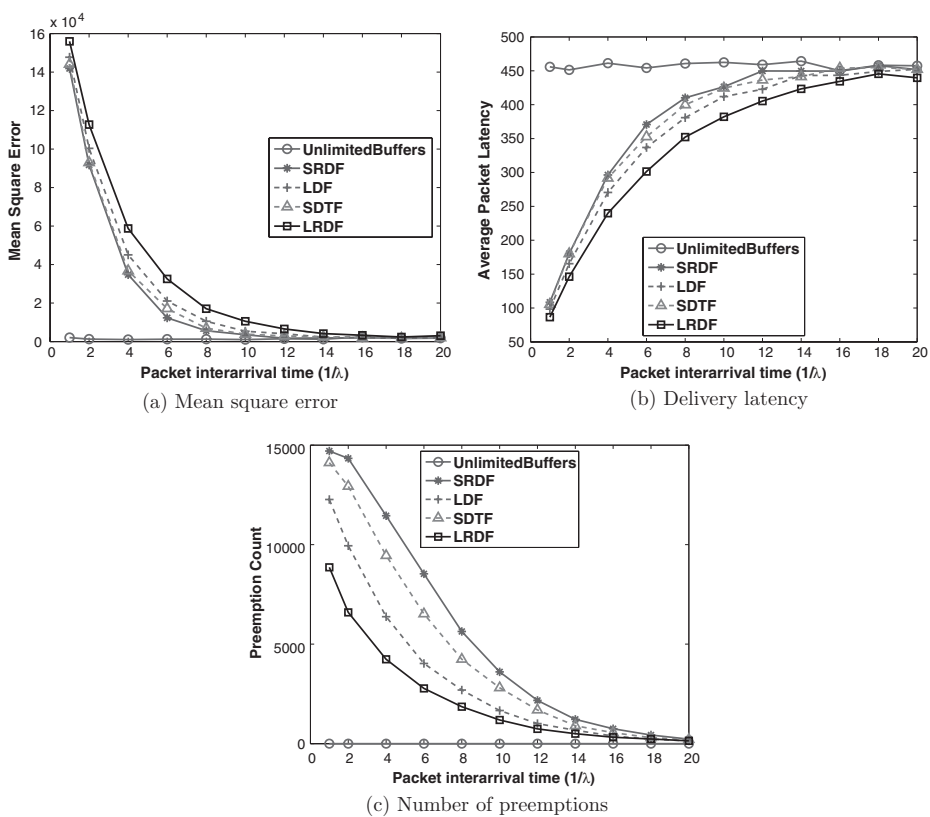 x 10⁴
16
14
12
10
8
6
4
2
0
0 2 4 6 8 10 12 14 16 18 20
Mean Square Error
Packet interarrival time (1/λ)
UnlimitedBuffers
SRDF
LDF
SDTF
LRDF
(a) Mean square error
500
450
400
350
300
250
200
150
100
50
0 2 4 6 8 10 12 14 16 18 20
Average Packet Latency
Packet interarrival time (1/λ)
UnlimitedBuffers
SRDF
LDF
SDTF
LRDF
(b) Delivery latency
15000
10000
5000
0
0 2 4 6 8 10 12 14 16 18 20
Preemption Count
Packet interarrival time (1/λ)
UnlimitedBuffers
SRDF
LDF
SDTF
LRDF
(c) Number of preemptions